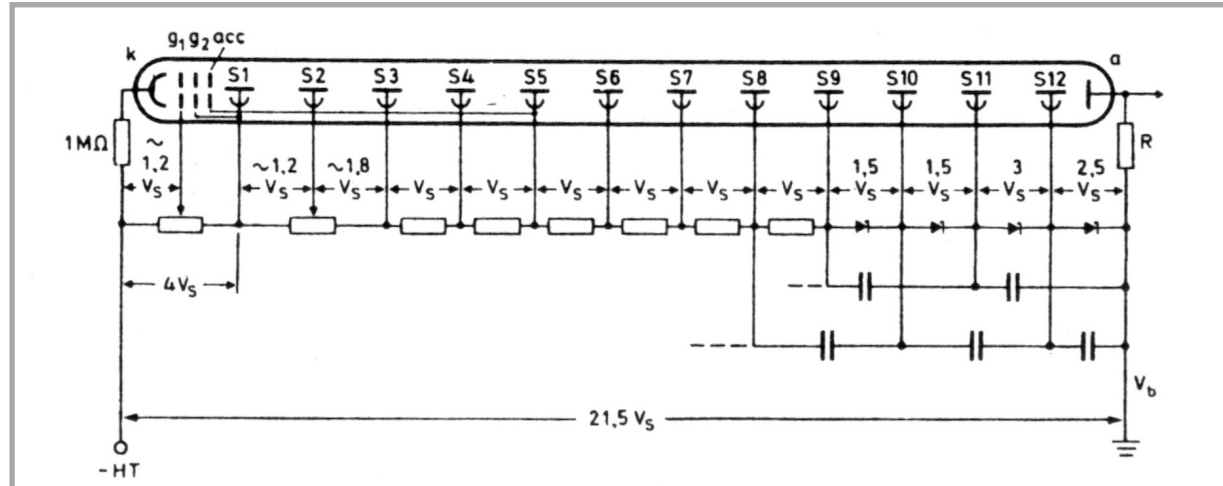 g1 g2 acc
k
a
S1 S2 S3 S4 S5 S6 S7 S8 S9 S10 S11 S12
1MΩ
R
~ 1,2 VS
~1,2 VS
~1,8 VS
VS
VS
VS
VS
VS
VS
1,5 VS
1,5 VS
3 VS
2,5 VS
4VS
21,5 VS
Vb
-HT